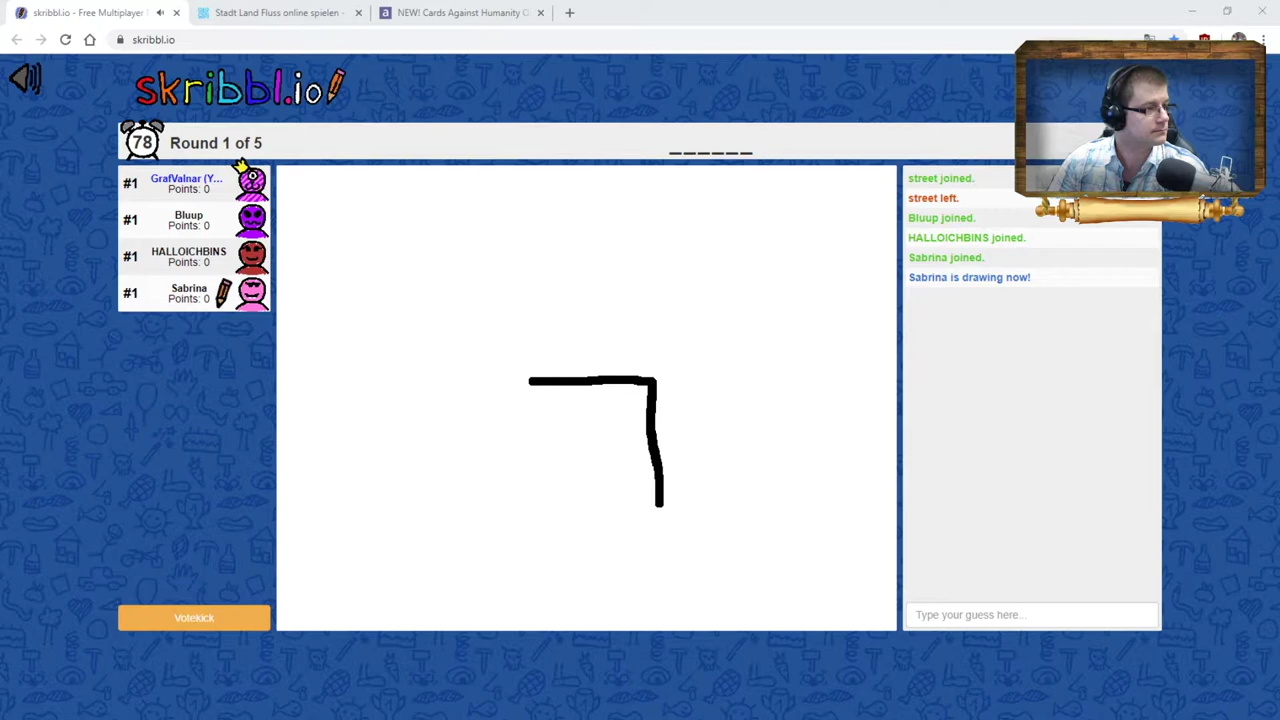 skribbl.io - Free Multiplayer
Stadt Land Fluss online spielen -
NEW! Cards Against Humanity O
skribbl.io
skribbl.io
78
Round 1 of 5
______
#1
GrafValnar (Y...
Points: 0
#1
Bluup
Points: 0
#1
HALLOICHBINS
Points: 0
#1
Sabrina
Points: 0
Votekick
street joined.
street left.
Bluup joined.
HALLOICHBINS joined.
Sabrina joined.
Sabrina is drawing now!
Type your guess here...